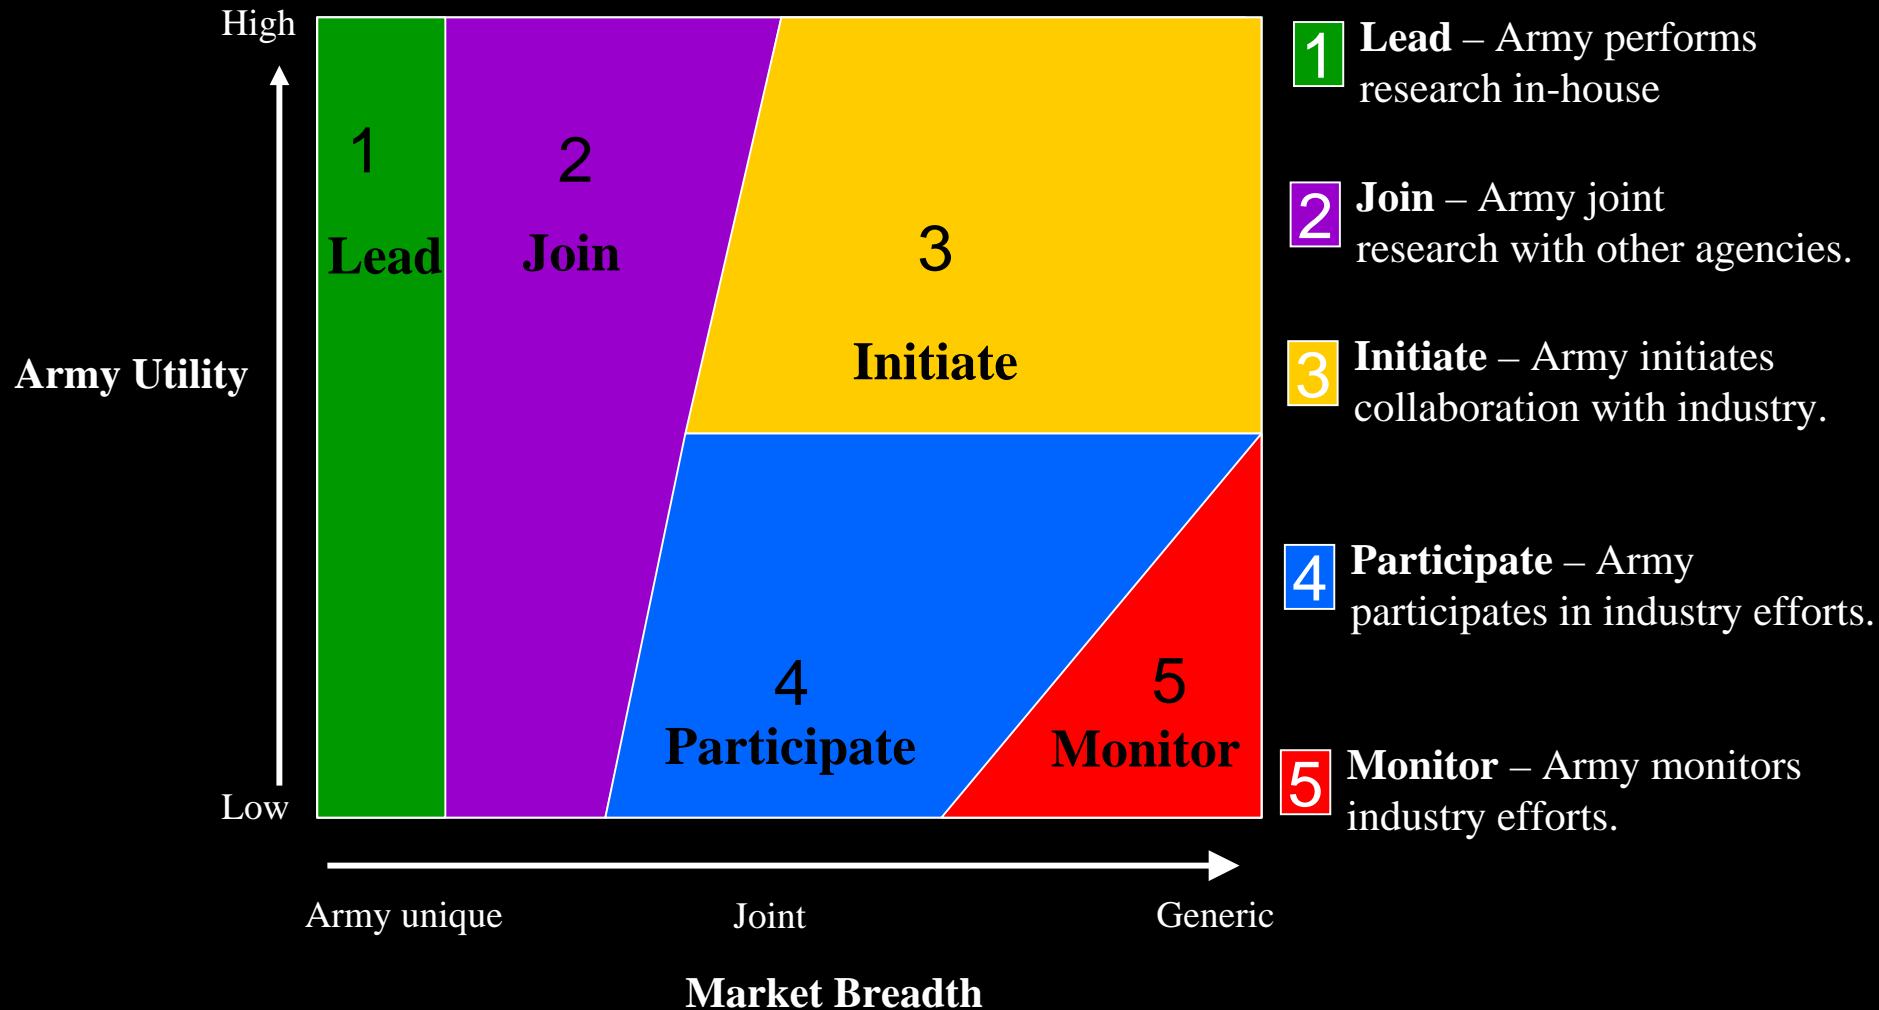 High
Army Utility
Low
1
Lead
2
Join
3
Initiate
4
Participate
5
Monitor
Army unique
Joint
Generic
Market Breadth
1
Lead – Army performs
research in-house
2
Join – Army joint
research with other agencies.
3
Initiate – Army initiates
collaboration with industry.
4
Participate – Army
participates in industry efforts.
5
Monitor – Army monitors
industry efforts.